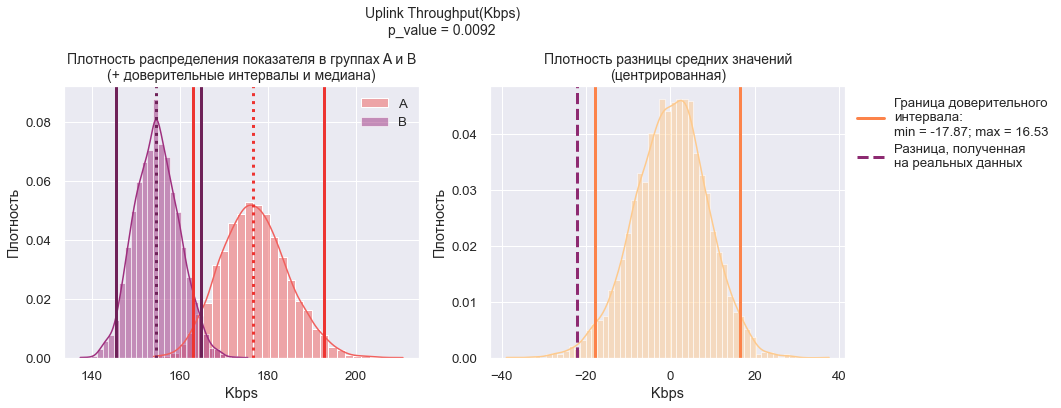 Uplink Throughput(Kbps)
p_value = 0.0092
Плотность распределения показателя в группах A и B
(+ доверительные интервалы и медиана)
A
B
Плотность
0.08
0.06
0.04
0.02
0.00
140
160
180
200
Kbps
Плотность разницы средних значений
(центрированная)
Плотность
0.04
0.03
0.02
0.01
0.00
−40
−20
0
20
40
Kbps
Граница доверительного
интервала:
min = -17.87; max = 16.53
Разница, полученная
на реальных данных